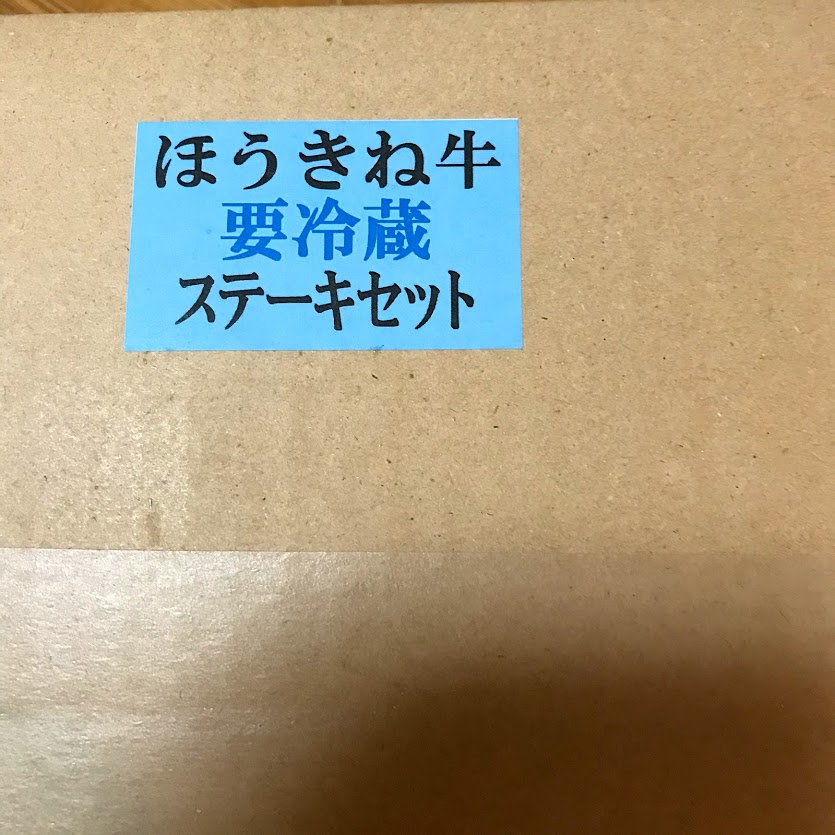 ほうきね牛
要冷蔵
ステーキセット